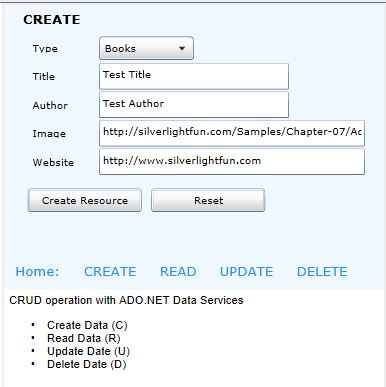 CREATE
Type Books
Title Test Title
Author Test Author
Image http://silverlightfun.com/Samples/Chapter-07/Ac
Website http://www.silverlightfun.com
Create Resource Reset
Home: CREATE READ UPDATE DELETE
CRUD operation with ADO.NET Data Services
• Create Data (C)
• Read Data (R)
• Update Date (U)
• Delete Date (D)